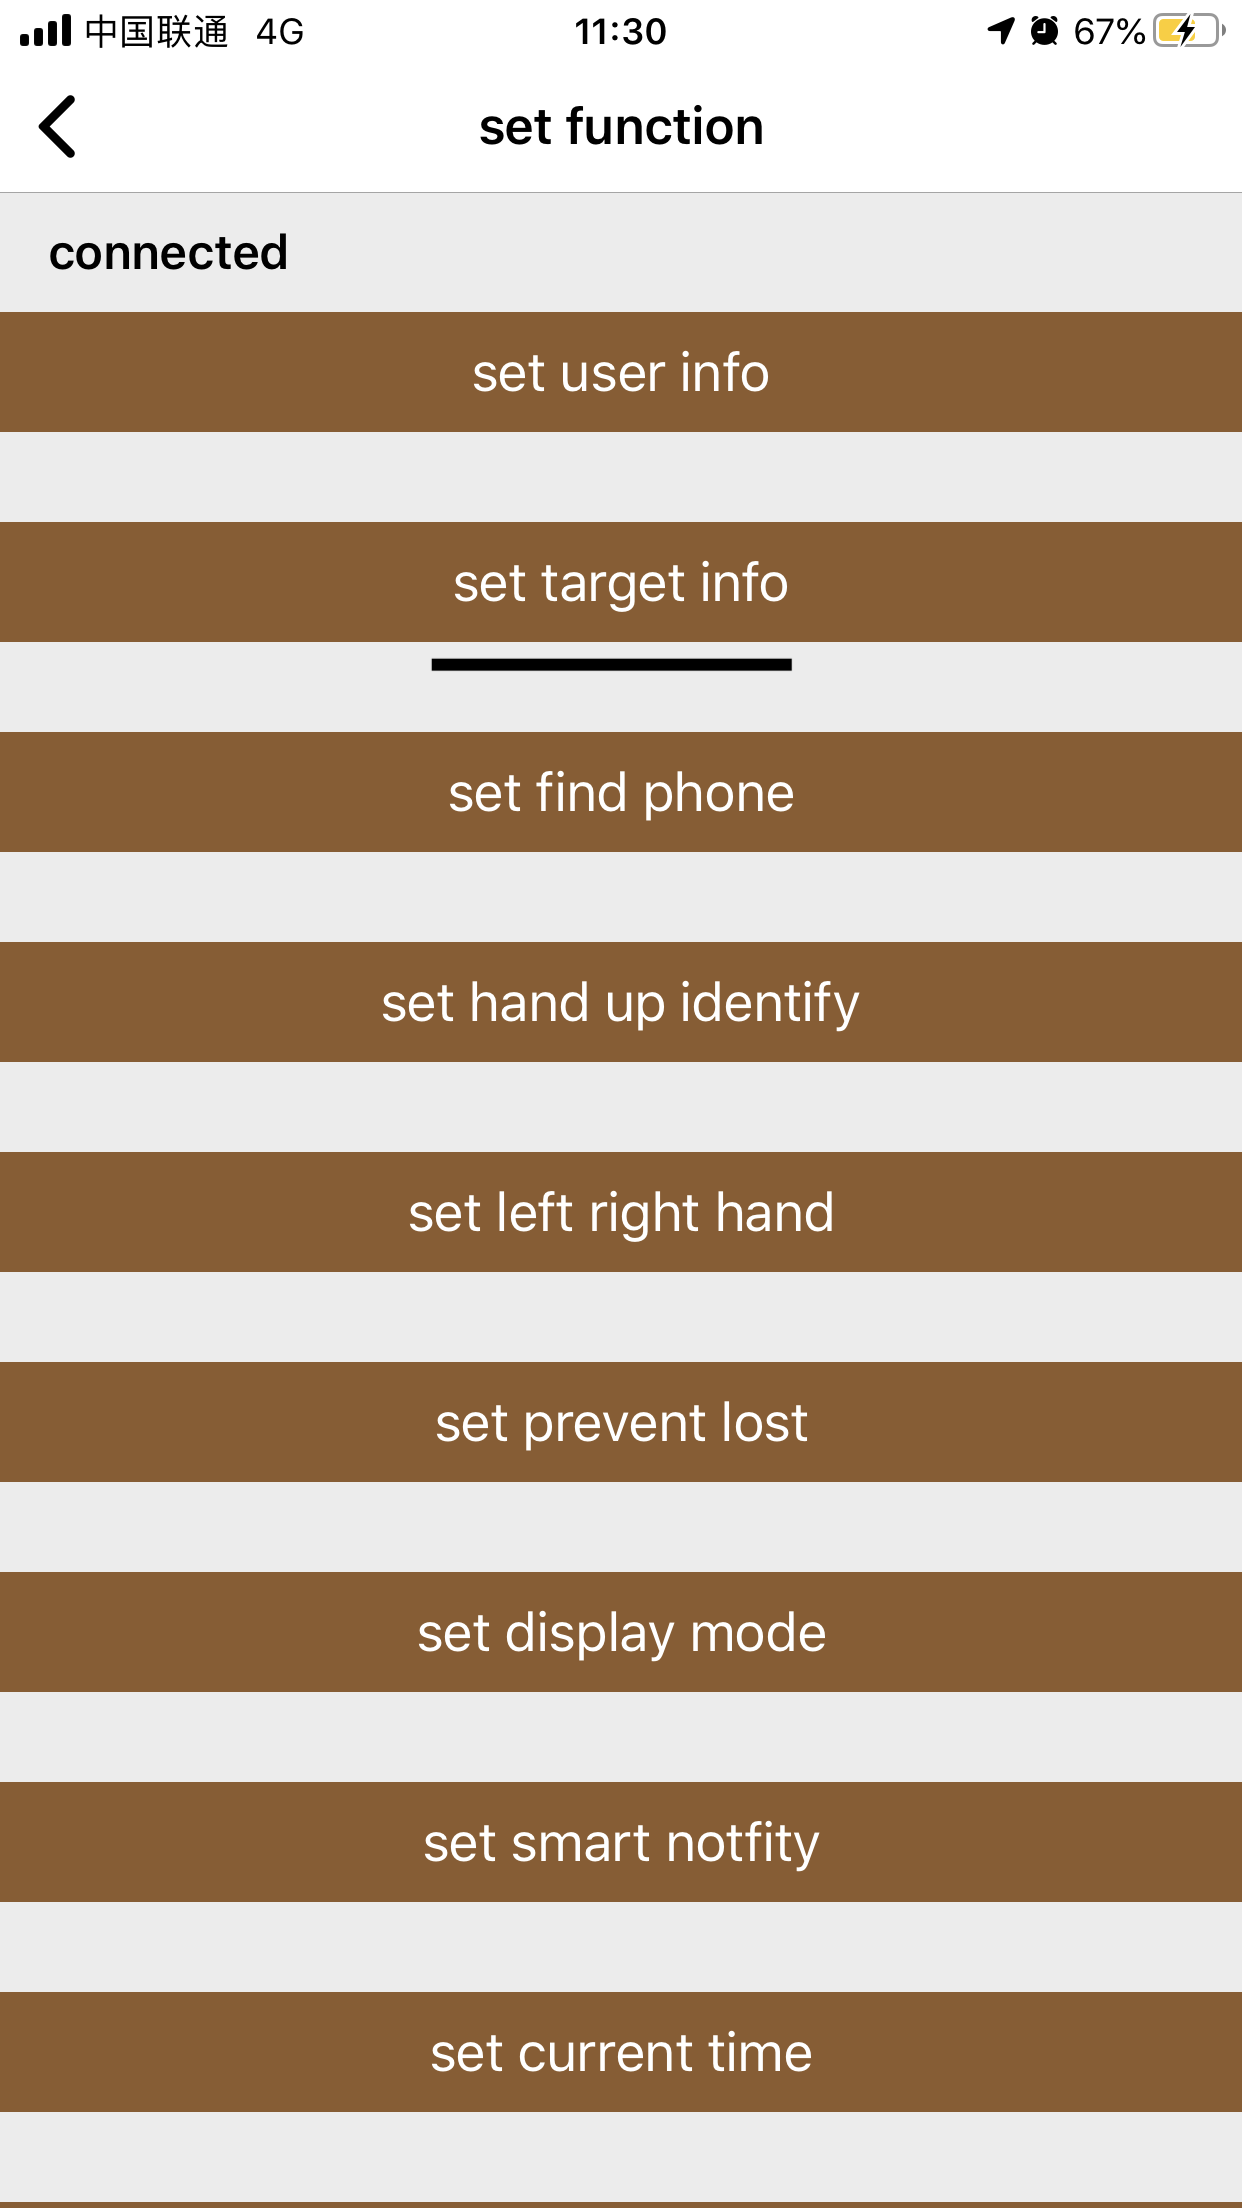 中国联通 4G 11:30 67%
set function
connected
set user info
set target info
set find phone
set hand up identify
set left right hand
set prevent lost
set display mode
set smart notfity
set current time